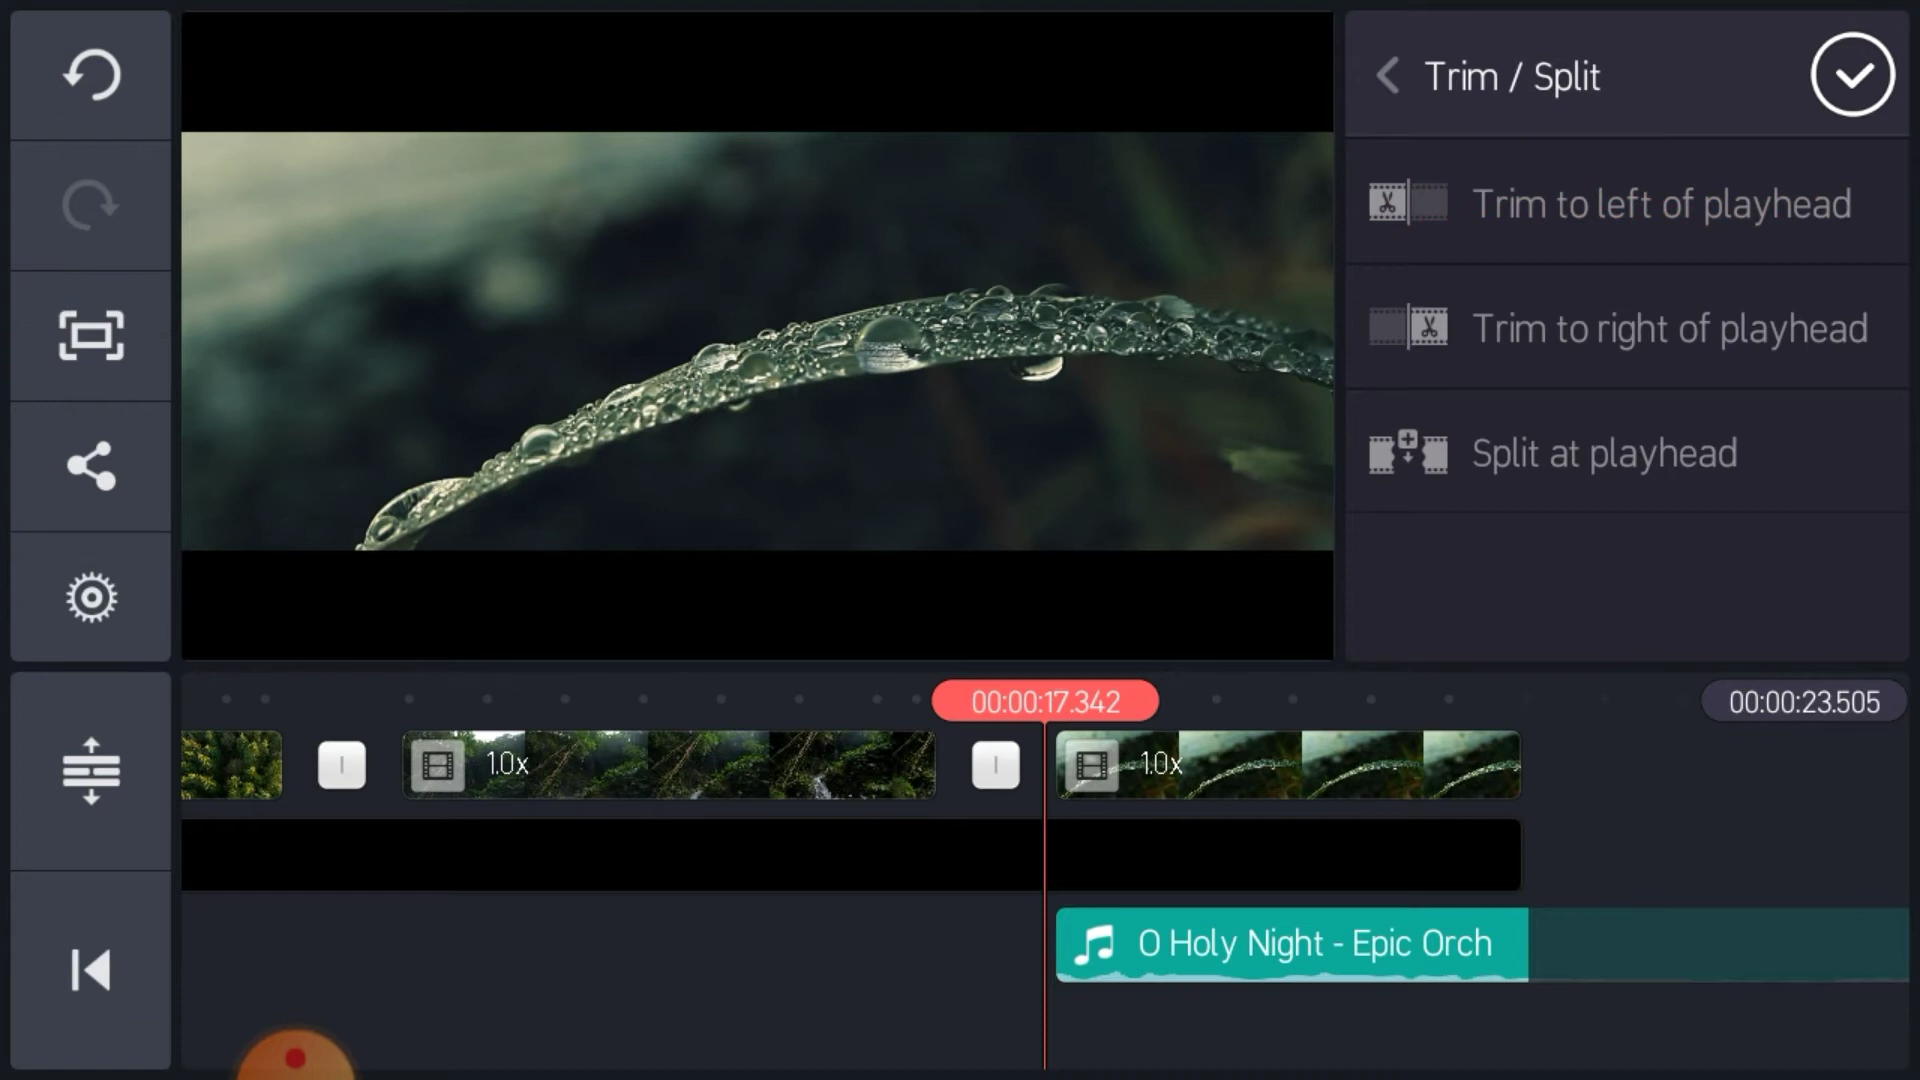 Trim / Split
Trim to left of playhead
Trim to right of playhead
Split at playhead
00:00:17.342
00:00:23.505
1.0x
1.0x
O Holy Night - Epic Orch